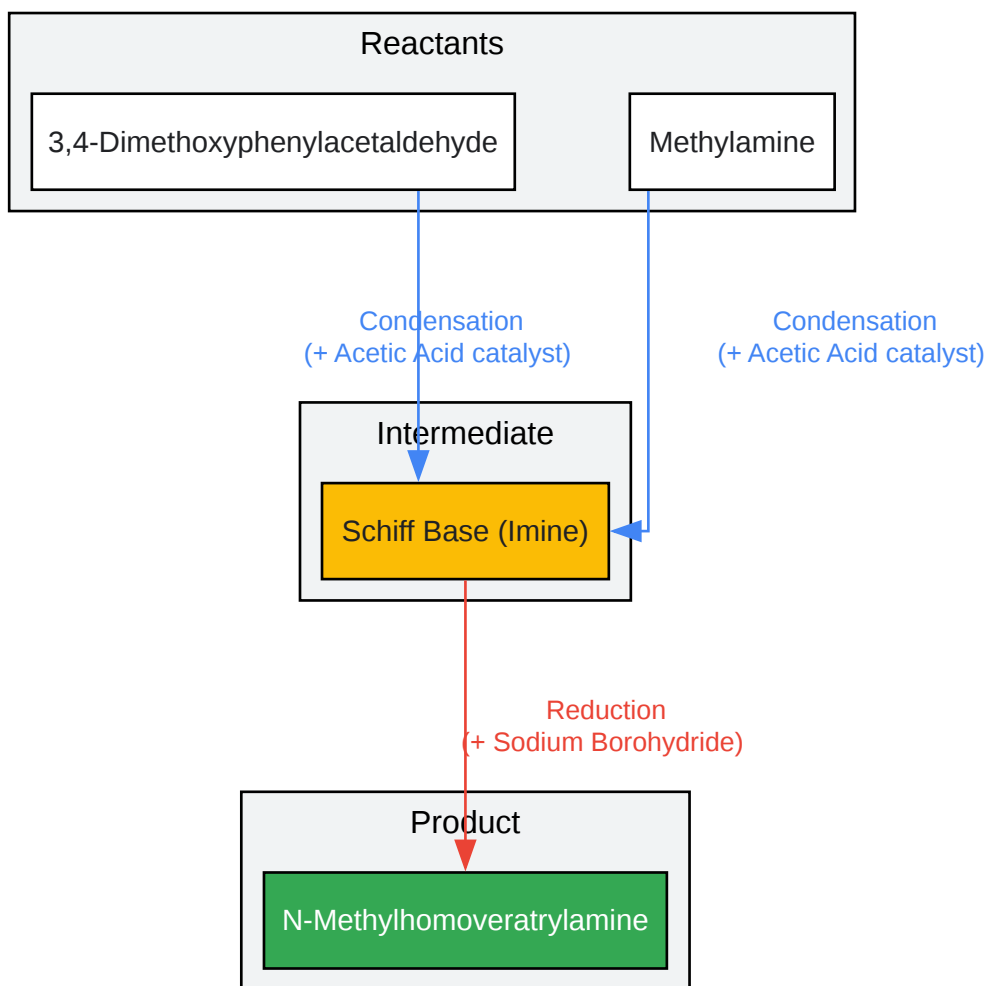 Reactants
3,4-Dimethoxyphenylacetaldehyde
Methylamine
Condensation
(+ Acetic Acid catalyst)
Condensation
(+ Acetic Acid catalyst)
Intermediate
Schiff Base (Imine)
Reduction
(+ Sodium Borohydride)
Product
N-Methylhomoveratrylamine